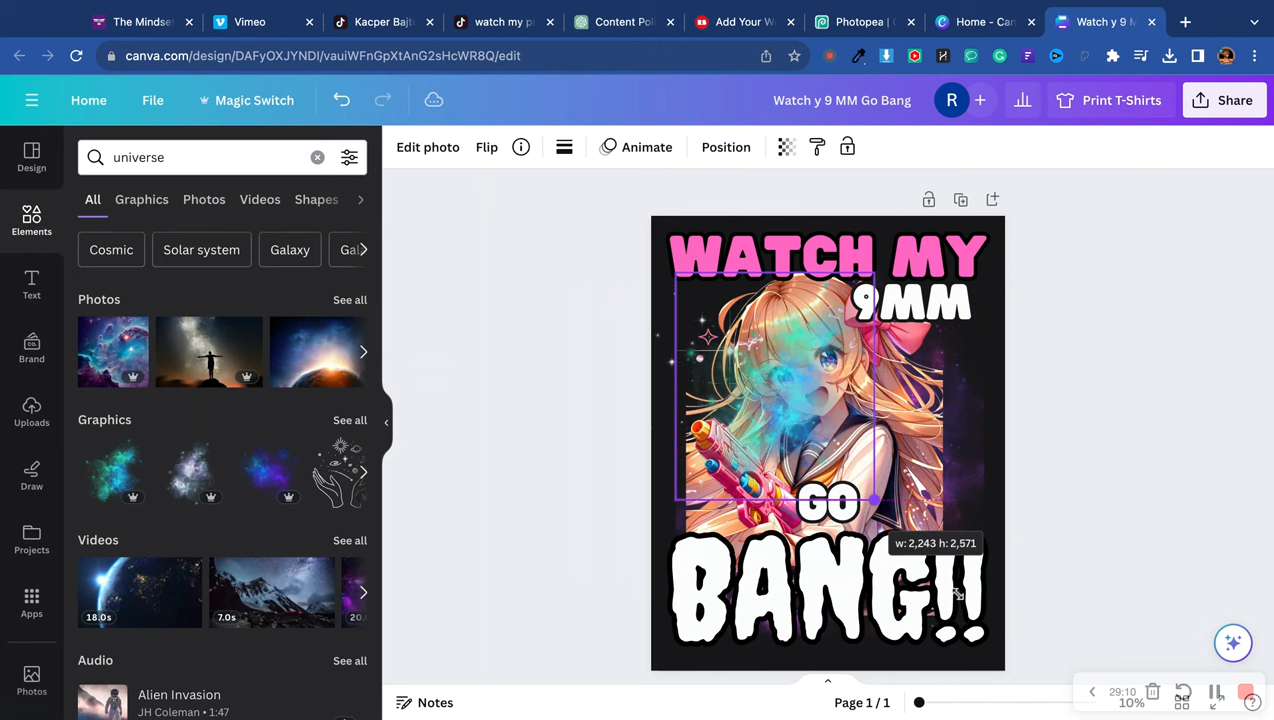 The Mindset
Vimeo
Kacper Bajt
watch my pi
Content Pol
Add Your W
Photopea | O
Home - Can
Watch y 9 M
canva.com/design/DAFyOXJYNDI/vauiWFnGpXtAnG2sHcWR8Q/edit
Home
File
Magic Switch
Watch y 9 MM Go Bang
R
Print T-Shirts
Share
universe
Edit photo
Flip
Animate
Position
Design
Elements
Text
Brand
Uploads
Draw
Projects
Apps
Photos
All
Graphics
Photos
Videos
Shapes
Cosmic
Solar system
Galaxy
Gal
Photos
See all
Graphics
See all
Videos
See all
18.0s
7.0s
20.
Audio
See all
Alien Invasion
JH Coleman • 1:47
WATCH MY
9MM
GO
BANG!!
w: 2,243 h: 2,571
Notes
Page 1 / 1
29:10
10%